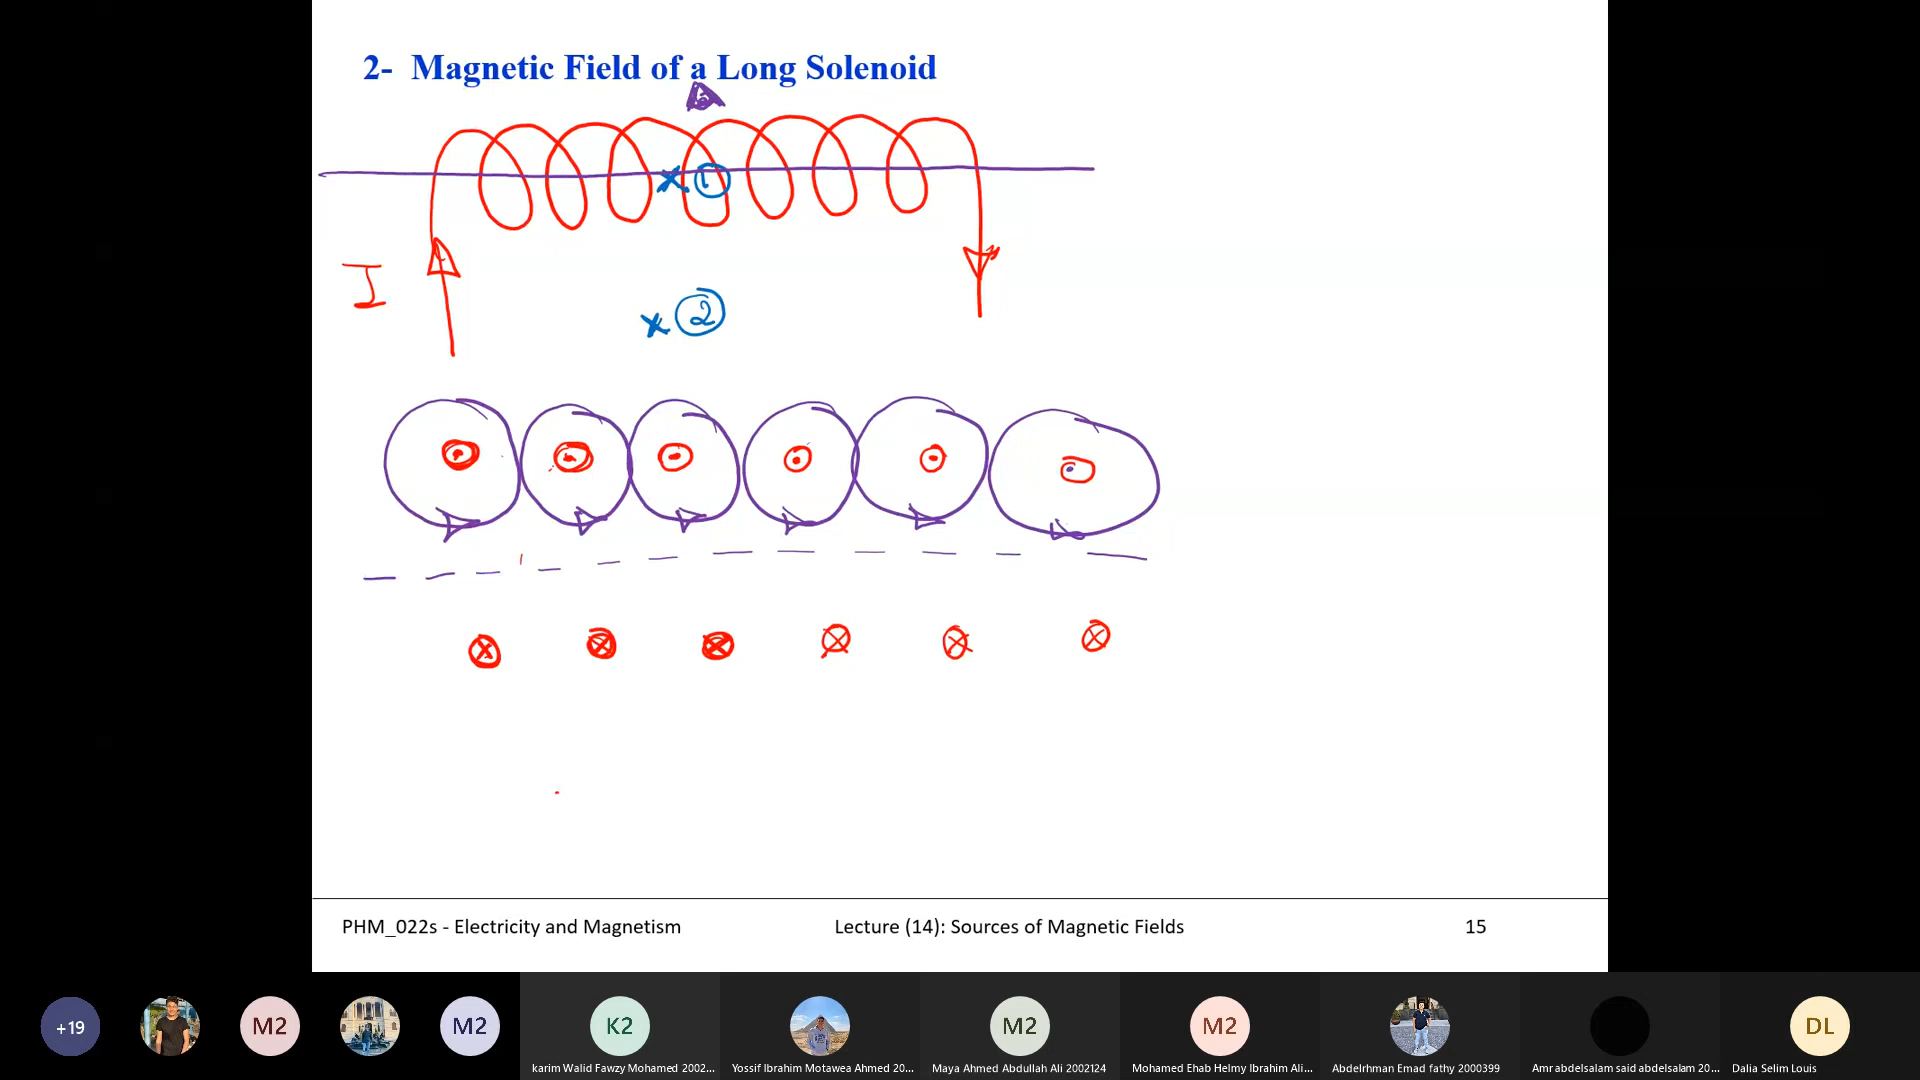 2- Magnetic Field of a Long Solenoid
1
I
2
PHM_022s - Electricity and Magnetism
Lecture (14): Sources of Magnetic Fields
15
+19
M2
M2
K2
M2
M2
DL
karim Walid Fawzy Mohamed 2002...
Yossif Ibrahim Motawea Ahmed 20...
Maya Ahmed Abdullah Ali 2002124
Mohamed Ehab Helmy Ibrahim Ali...
Abdelrhman Emad fathy 2000399
Amr abdelsalam said abdelsalam 20...
Dalia Selim Louis